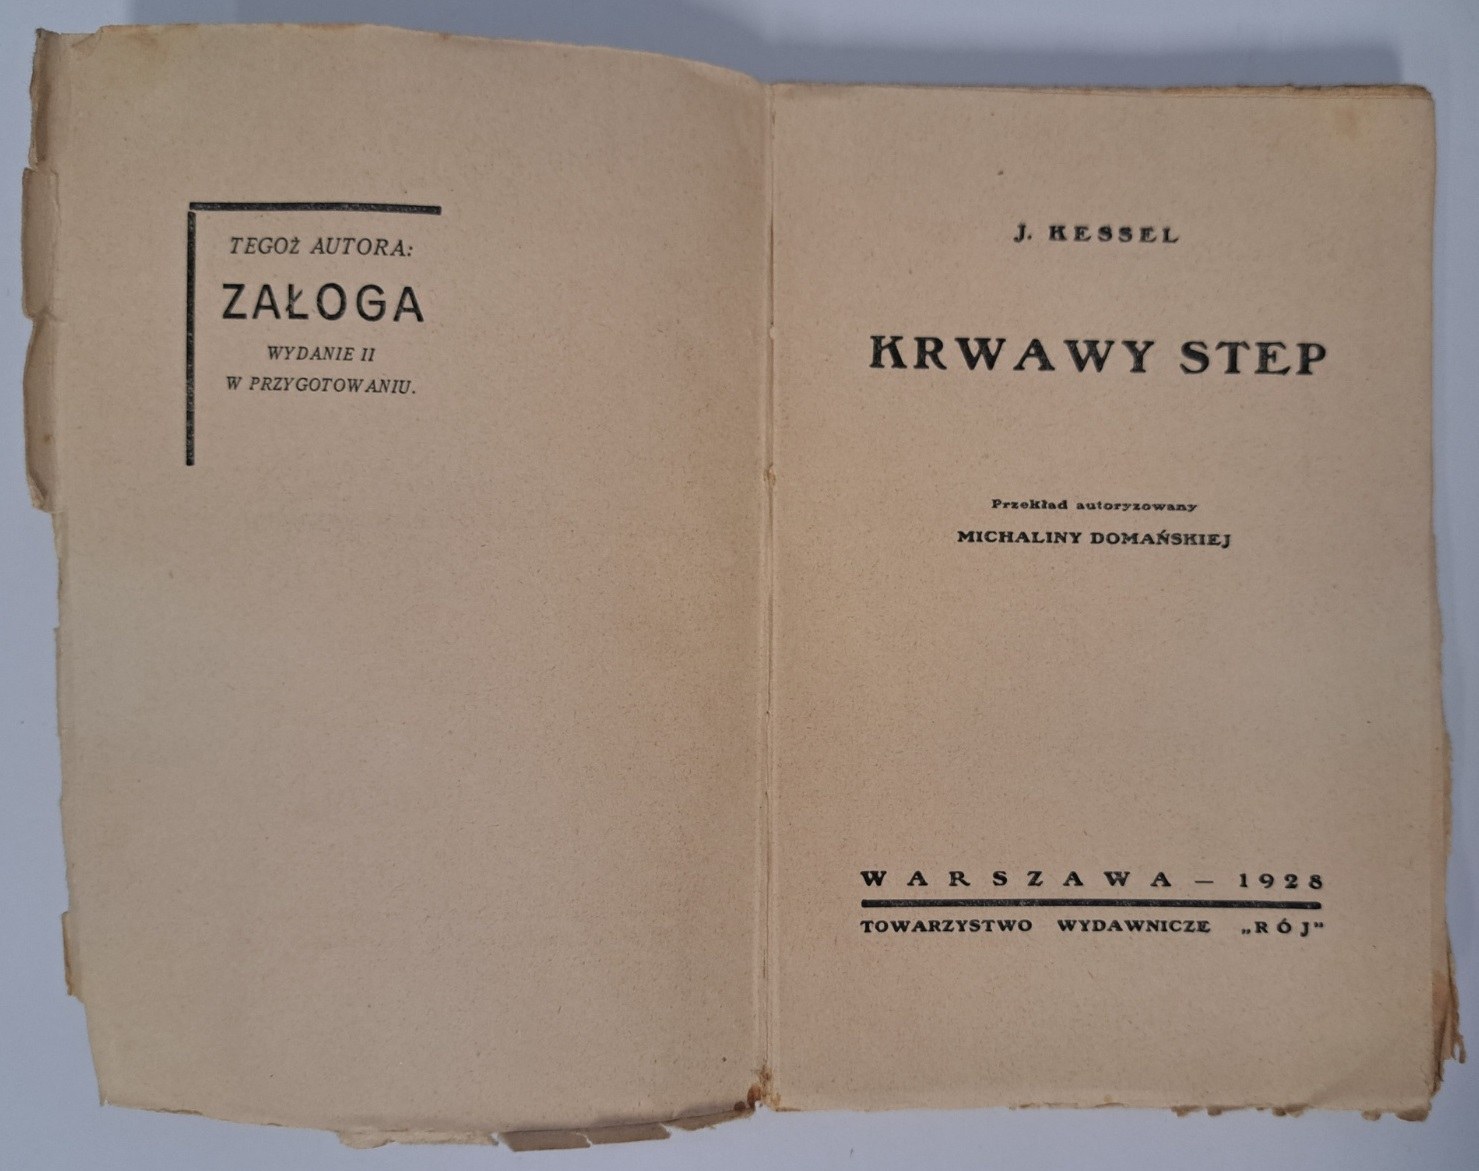 TEGOŻ AUTORA:
ZAŁOGA
WYDANIE II
W PRZYGOTOWANIU.
J. KESSEL
KRWAWY STEP
Przekład autoryzowany
MICHALINY DOMAŃSKIEJ
WARSZAWA — 1928
TOWARZYSTWO WYDAWNICZE „RÓJ"